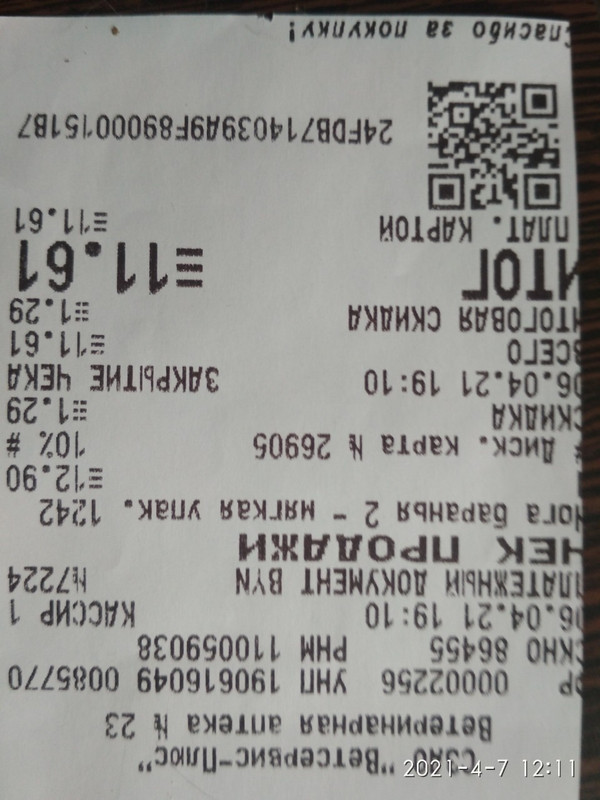 СЗАО "Ветсервис-Плюс"
Ветеринарная аптека № 23
00002256 УНП 190616049 0085770
СКНО 86455 РНМ 110059038
06.04.21 19:10 КАССИР 1
ПЛАТЕЖНЫЙ ДОКУМЕНТ BYN №7224
ЧЕК ПРОДАЖИ
Нога баранья 2 - мягкая упак. 1242
≡12.90
# Диск. карта № 26905 10% #
СКИДКА ≡1.29
06.04.21 19:10 ЗАКРЫТИЕ ЧЕКА
ВСЕГО ≡11.61
ИТОГОВАЯ СКИДКА ≡1.29
ИТОГ ≡11.61
ПЛАТ. КАРТОЙ ≡11.61
24FDB714039A9F89000151B7
Спасибо за покупку!
2021-4-7 12:11